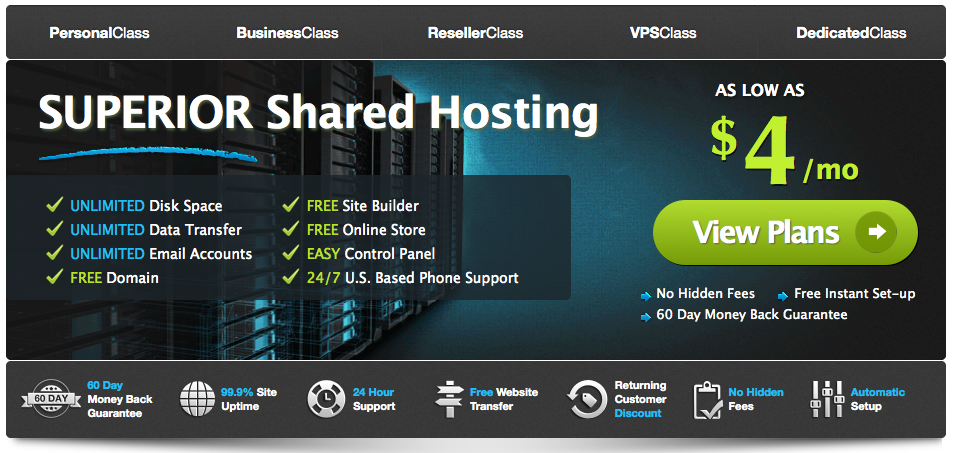 PersonalClass BusinessClass ResellerClass VPSClass DedicatedClass
SUPERIOR Shared Hosting
UNLIMITED Disk Space
UNLIMITED Data Transfer
UNLIMITED Email Accounts
FREE Domain
FREE Site Builder
FREE Online Store
EASY Control Panel
24/7 U.S. Based Phone Support
AS LOW AS
$4/mo
View Plans
No Hidden Fees Free Instant Set-up
60 Day Money Back Guarantee
60 DAY
60 Day
Money Back
Guarantee
99.9% Site
Uptime
24 Hour
Support
Free Website
Transfer
Returning
Customer
Discount
No Hidden
Fees
Automatic
Setup